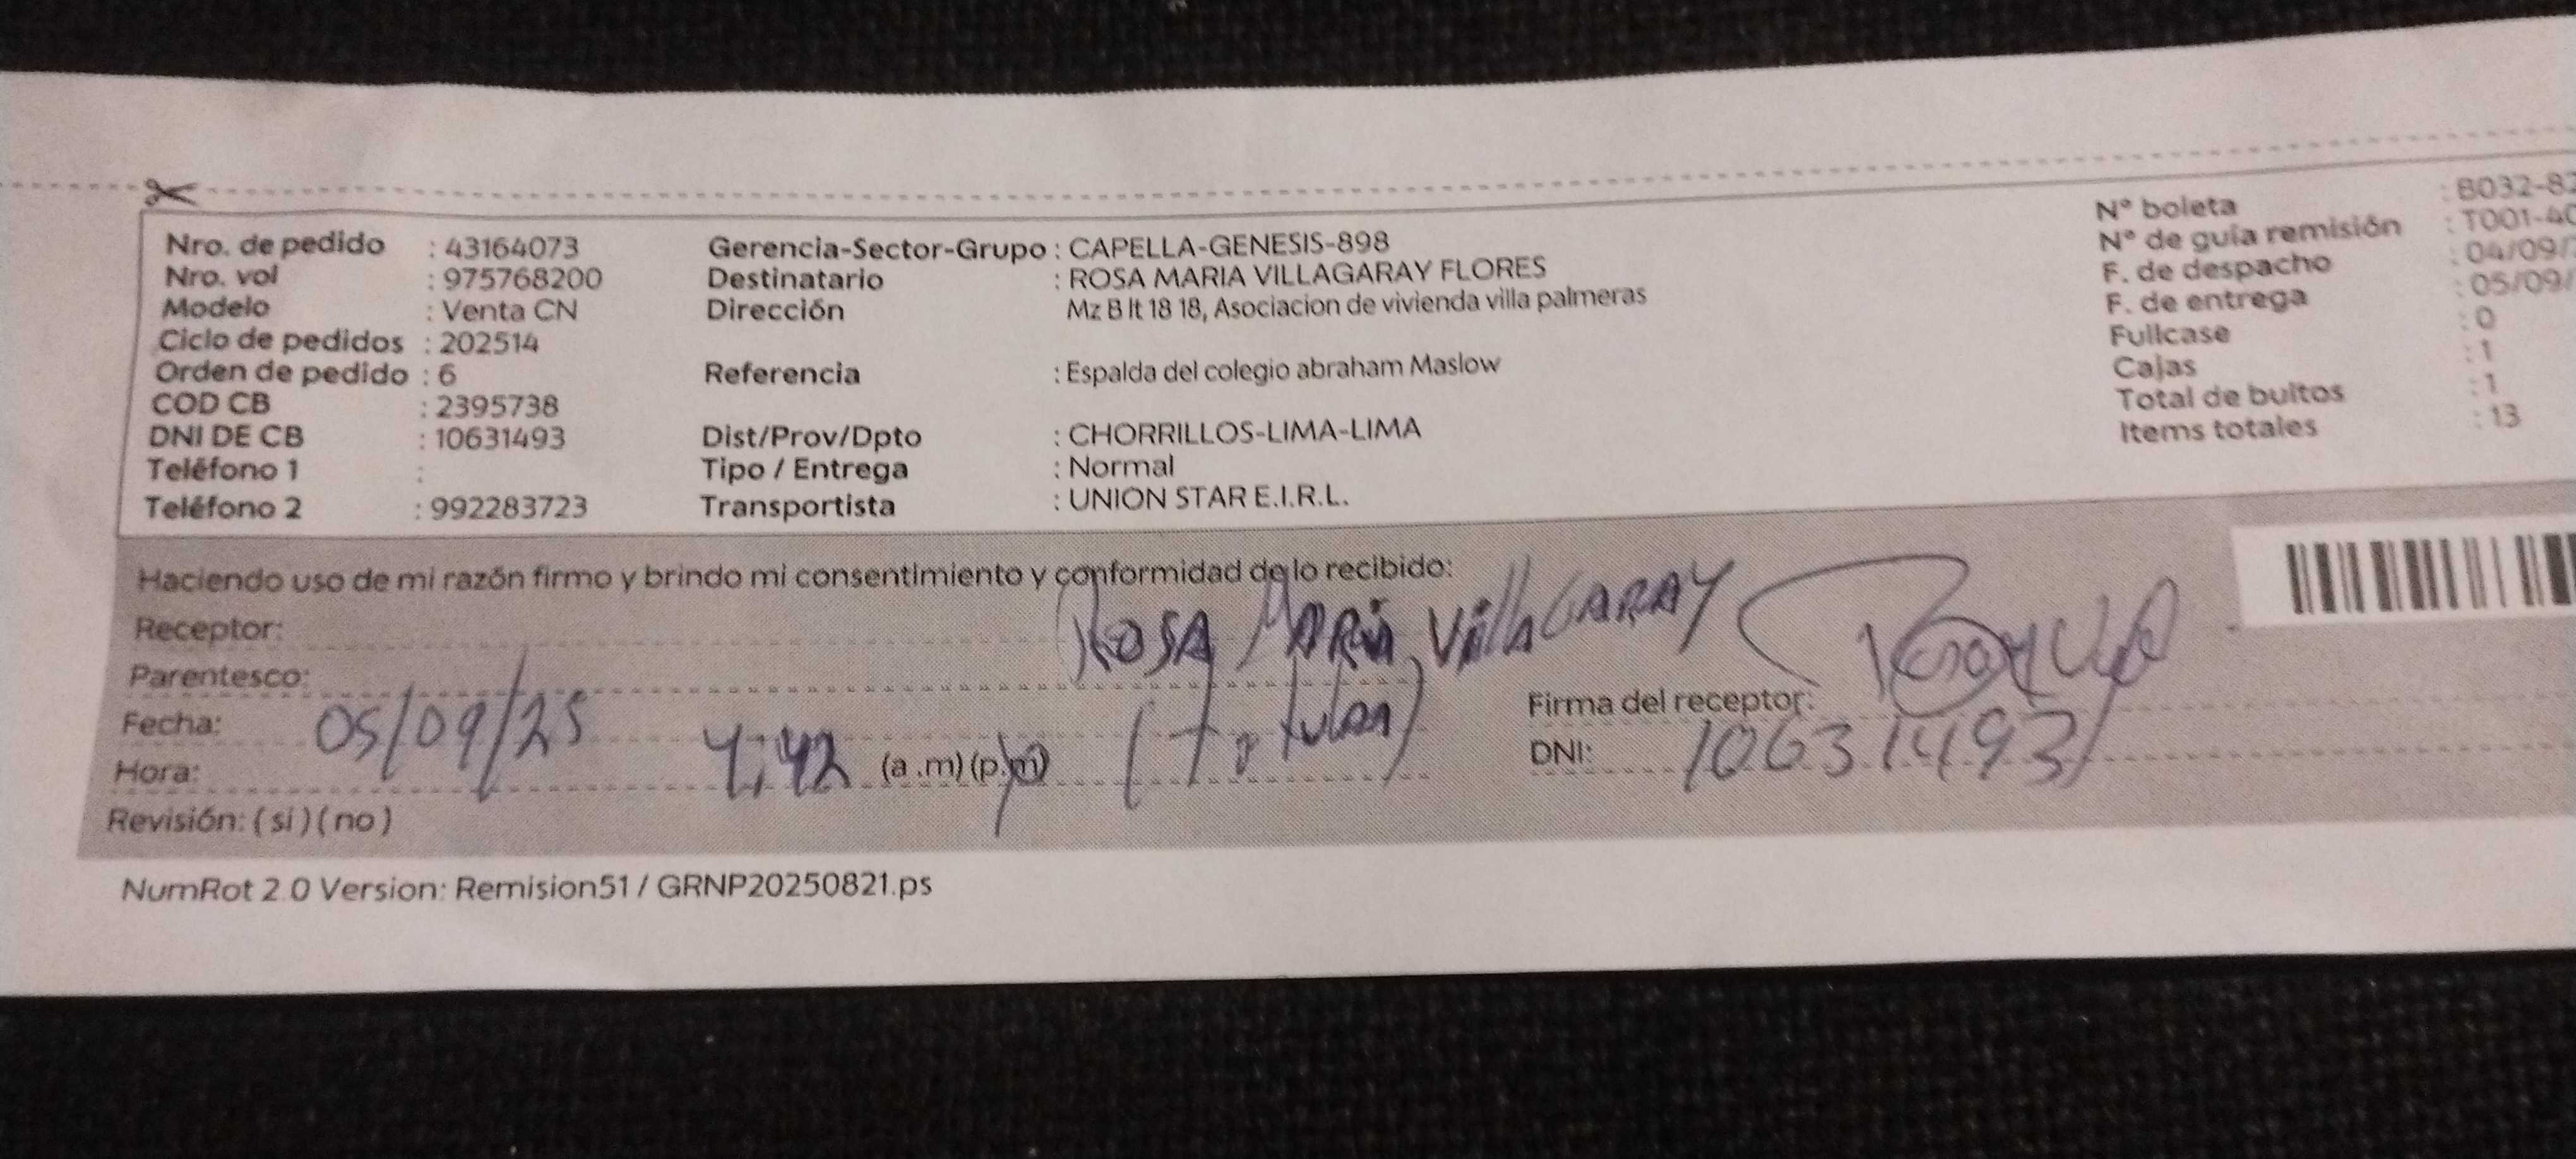 Nro. de pedido : 43164073
Nro. vol : 975768200
Modelo : Venta CN
Ciclo de pedidos : 202514
Orden de pedido : 6
COD CB : 2395738
DNI DE CB : 10631493
Teléfono 1 :
Teléfono 2 : 992283723
Gerencia-Sector-Grupo : CAPELLA-GENESIS-898
Destinatario : ROSA MARIA VILLAGARAY FLORES
Dirección Mz B lt 18 18, Asociacion de vivienda villa palmeras
Referencia : Espalda del colegio abraham Maslow
Dist/Prov/Dpto : CHORRILLOS-LIMA-LIMA
Tipo / Entrega : Normal
Transportista : UNION STAR E.I.R.L.
N° boleta : B032-82
N° de guía remisión : T001-40
F. de despacho : 04/09/
F. de entrega : 05/09/
Fullcase : 0
Cajas : 1
Total de bultos : 1
Items totales : 13
Haciendo uso de mi razón firmo y brindo mi consentimiento y conformidad de lo recibido:
Receptor: ROSA MARIA VillAGARAY
Parentesco: (Titular)
Fecha: 05/09/25
Hora: 4:42 (a .m) (p.m)
Revisión: ( si ) ( no )
Firma del receptor:
DNI: 10631493
NumRot 2.0 Version: Remision51 / GRNP20250821.ps